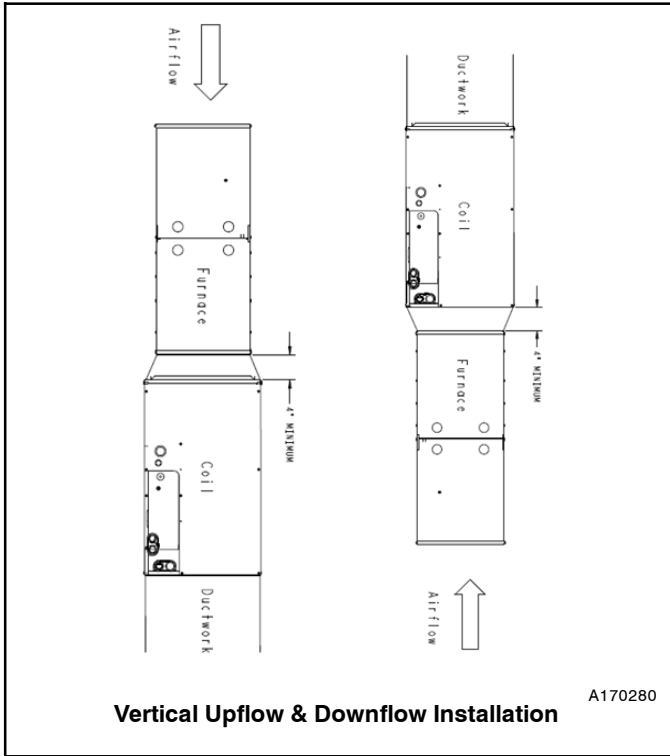 Airflow
Furnace
4" MINIMUM
Coil
Ductwork
Ductwork
Coil
4" MINIMUM
Furnace
Airflow
A170280
Vertical Upflow & Downflow Installation